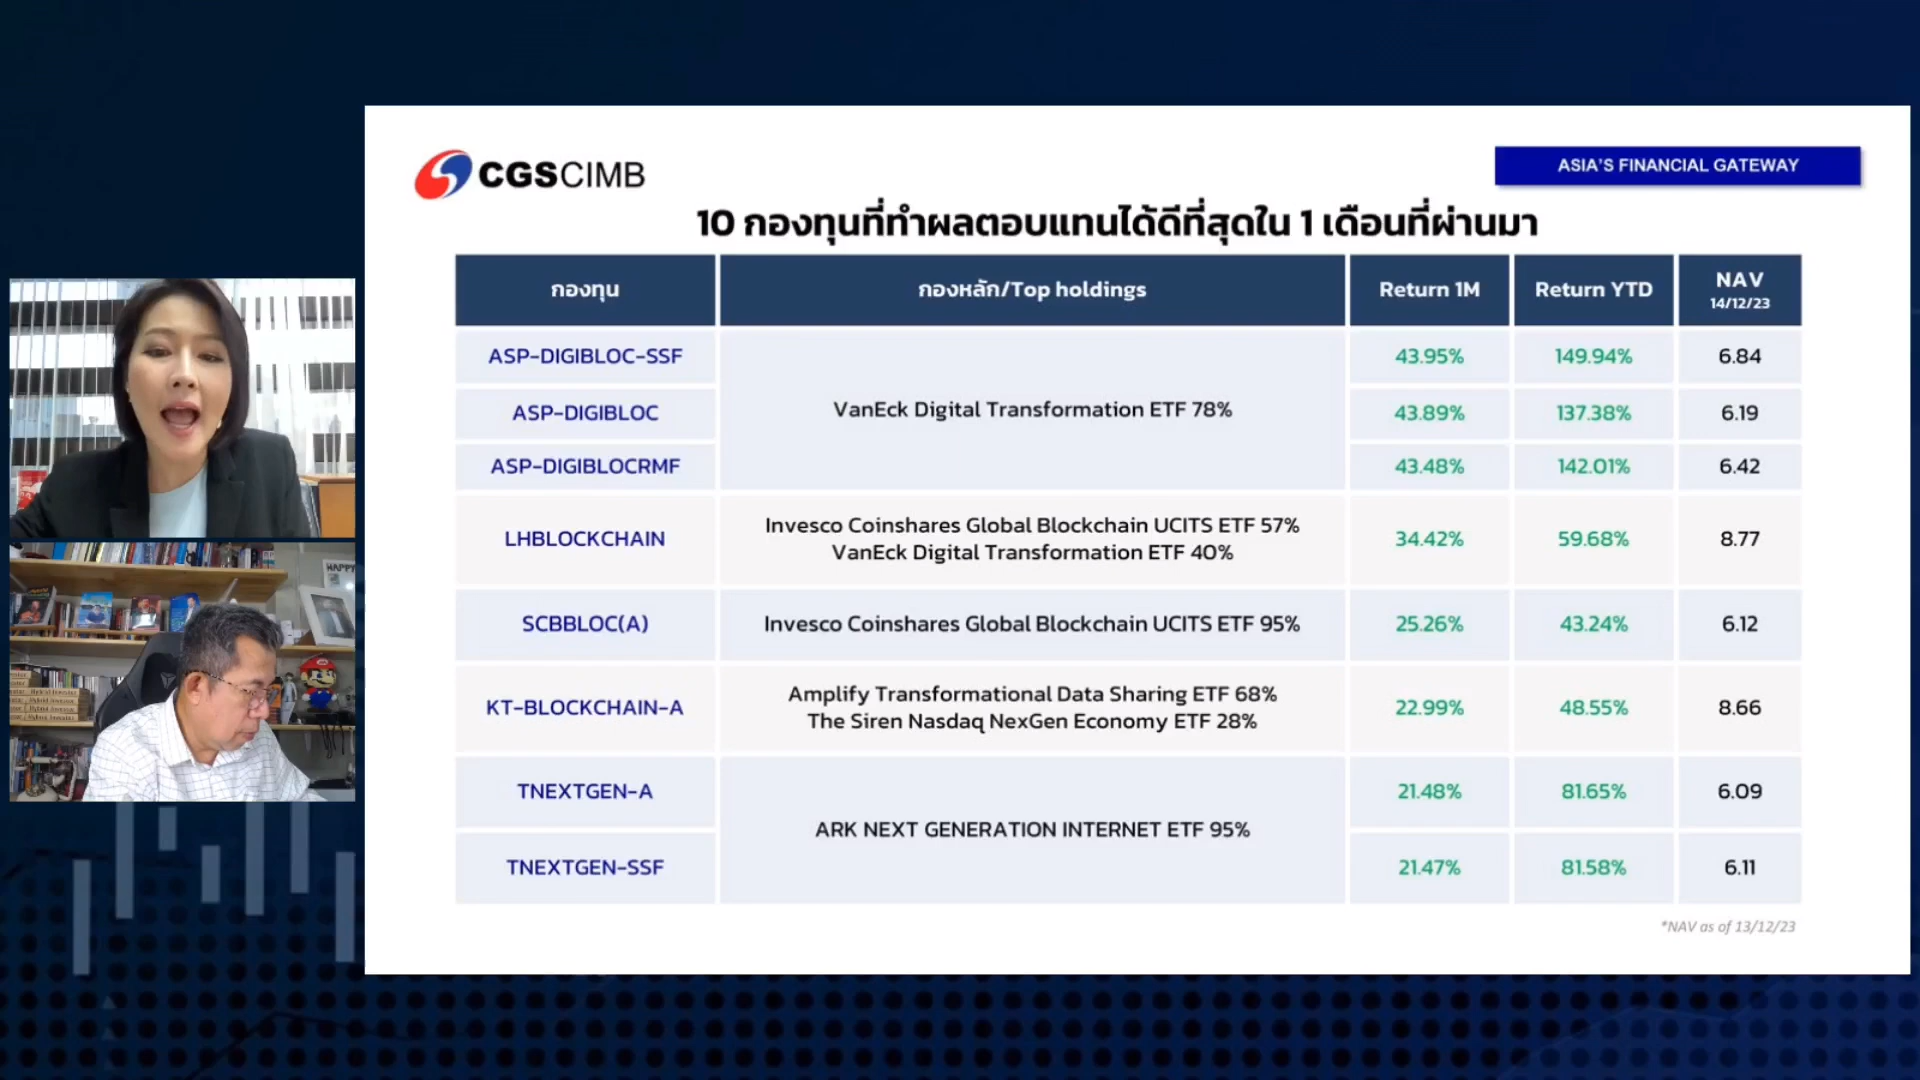 CGSCIMB
ASIA'S FINANCIAL GATEWAY
10 กองทุนที่ทำผลตอบแทนได้ดีที่สุดใน 1 เดือนที่ผ่านมา
กองทุน กองหลัก/Top holdings Return 1M Return YTD NAV
14/12/23
ASP-DIGIBLOC-SSF 43.95% 149.94% 6.84
VanEck Digital Transformation ETF 78%
ASP-DIGIBLOC 43.89% 137.38% 6.19
ASP-DIGIBLOCRMF 43.48% 142.01% 6.42
LHBLOCKCHAIN Invesco Coinshares Global Blockchain UCITS ETF 57% 34.42% 59.68% 8.77
VanEck Digital Transformation ETF 40%
SCBBLOC(A) Invesco Coinshares Global Blockchain UCITS ETF 95% 25.26% 43.24% 6.12
KT-BLOCKCHAIN-A Amplify Transformational Data Sharing ETF 68% 22.99% 48.55% 8.66
The Siren Nasdaq NexGen Economy ETF 28%
TNEXTGEN-A 21.48% 81.65% 6.09
ARK NEXT GENERATION INTERNET ETF 95%
TNEXTGEN-SSF 21.47% 81.58% 6.11
*NAV as of 13/12/23
HAPPY